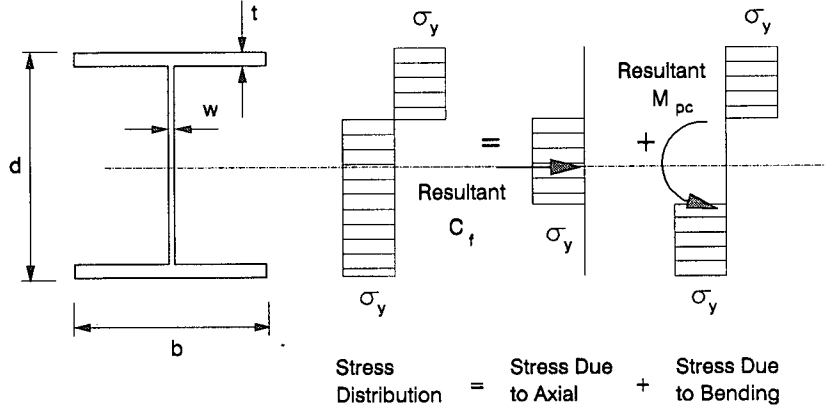 t
σy
σy
Resultant
Mpc
w
d
=
+
Resultant
Cf
σy
σy
σy
b
Stress Distribution = Stress Due to Axial + Stress Due to Bending